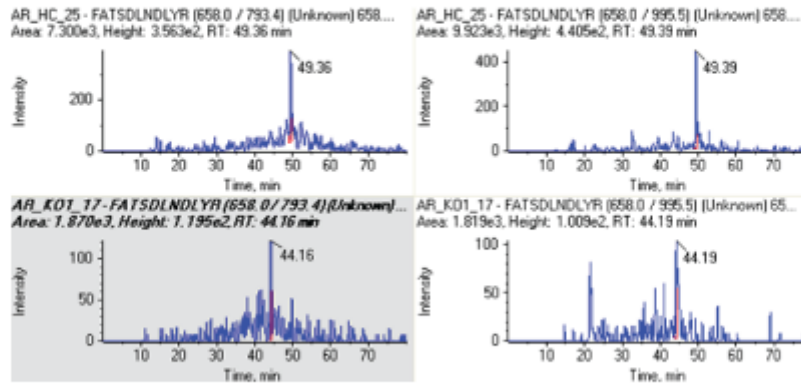 AR_HC_25 - FATSDLNDLYR (658.0 / 793.4) (Unknown) 658....
Area: 7.300e3, Height: 3.563e2, RT: 49.36 min
49.36
Intensity
200
0
10 20 30 40 50 60 70
Time, min
AR_HC_25 - FATSDLNDLYR (658.0 / 995.5) (Unknown) 658....
Area: 9.923e3, Height: 4.405e2, RT: 49.39 min
49.39
Intensity
400
200
0
10 20 30 40 50 60 70
Time, min
AR_KO1_17 - FATSDLNDLYR (658.0 / 793.4) (Unknown)....
Area: 1.870e3, Height: 1.195e2, RT: 44.16 min
44.16
Intensity
100
50
0
10 20 30 40 50 60 70
Time, min
AR_KO1_17 - FATSDLNDLYR (658.0 / 995.5) (Unknown) 65....
Area: 1.819e3, Height: 1.009e2, RT: 44.19 min
44.19
Intensity
100
50
0
10 20 30 40 50 60 70
Time, min